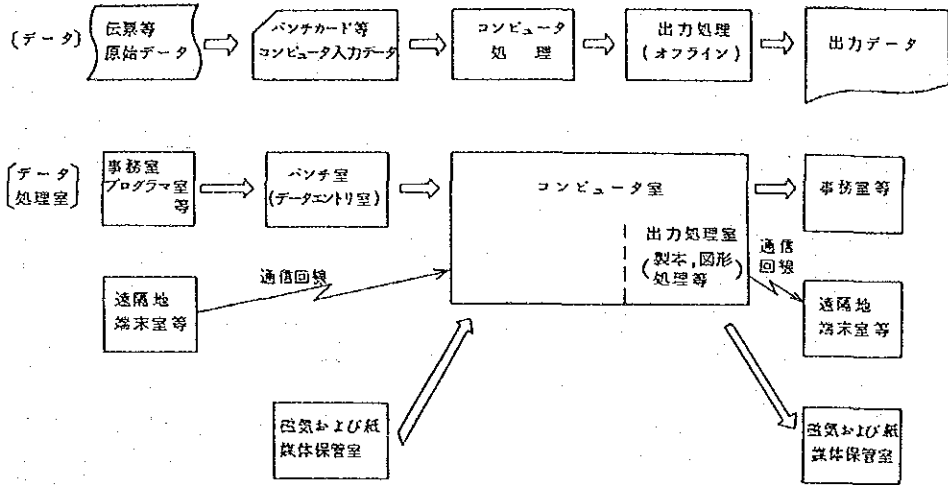 〔データ〕
伝票等
原始データ
パンチカード等
コンピュータ入力データ
コンピュータ
処理
出力処理
(オフライン)
出力データ
〔データ
処理室〕
事務室
プログラマ室
等
パンチ室
(データエントリ室)
コンピュータ室
出力処理室
(製本,図形
処理等)
事務室等
通信回線
通信
回線
遠隔地
端末室等
遠隔地
端末室等
磁気および紙
媒体保管室
磁気および紙
媒体保管室